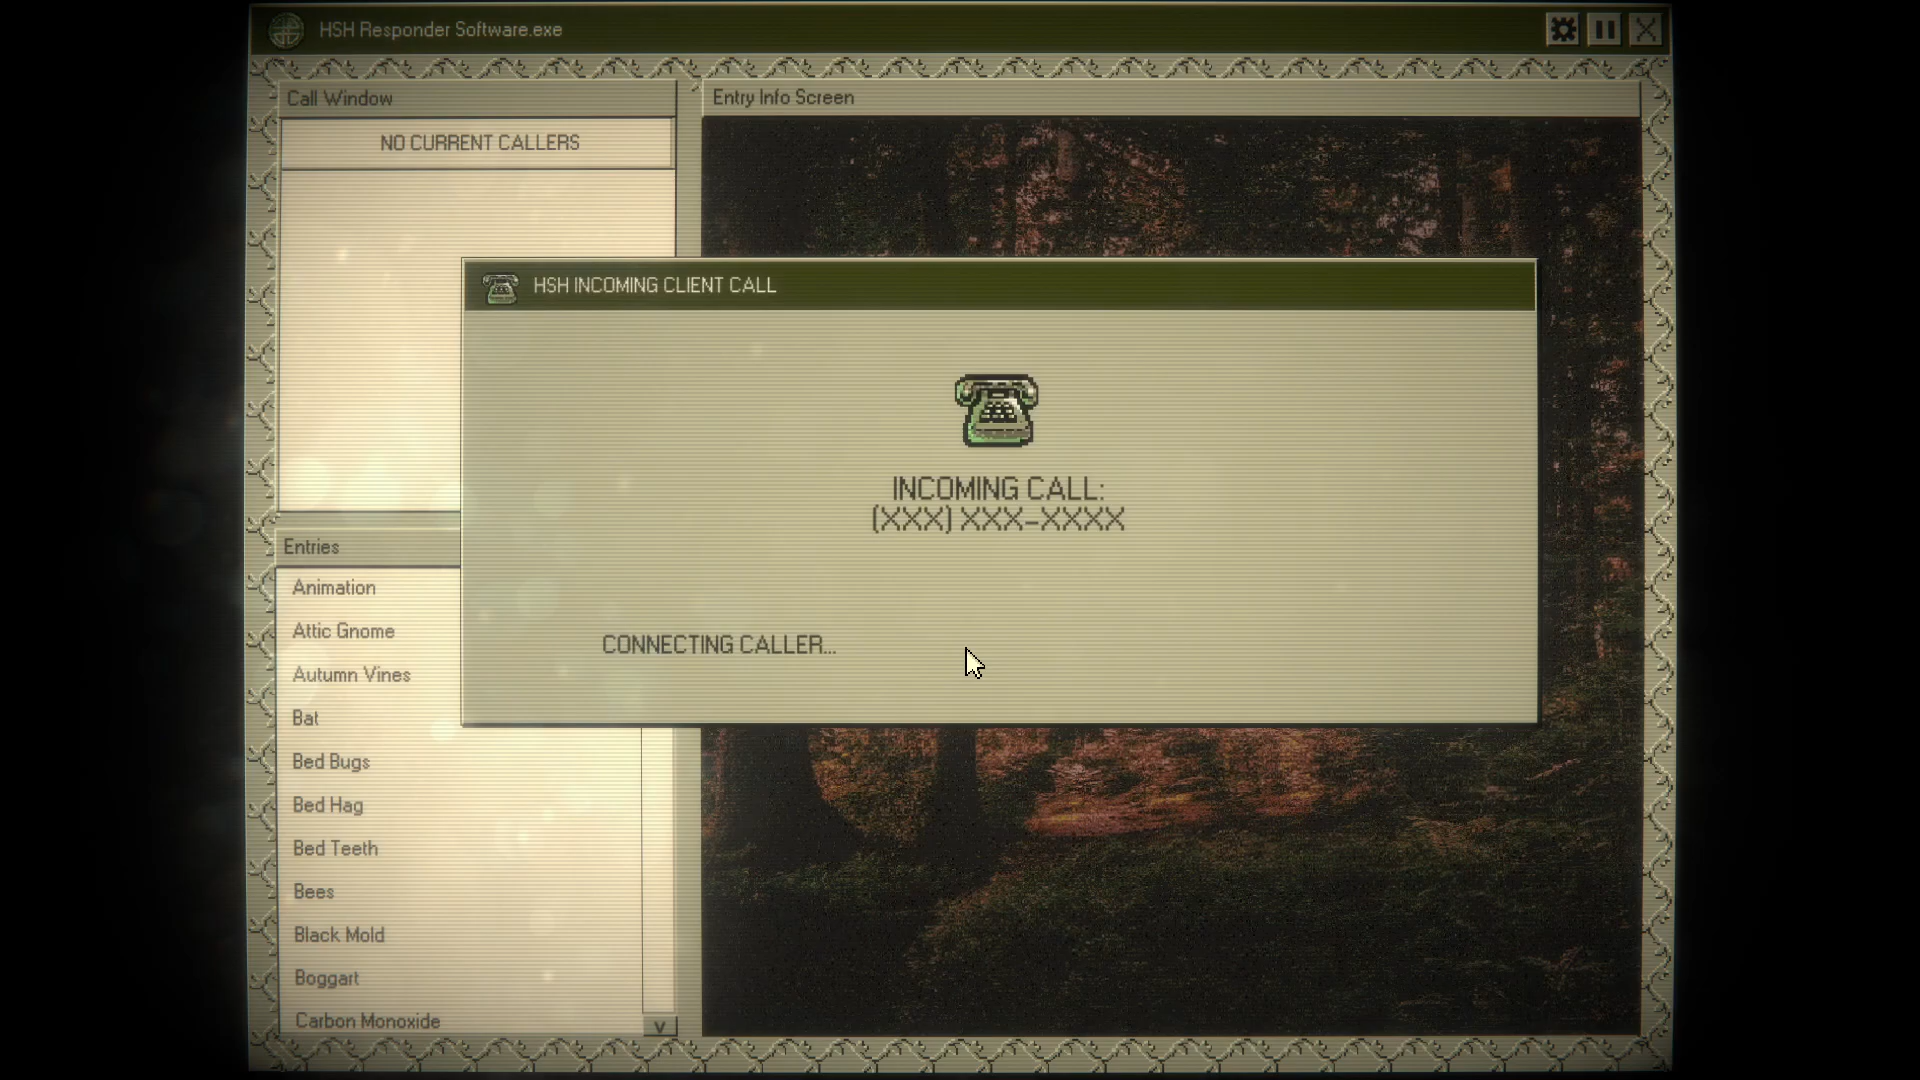 HSH Responder Software.exe
Call Window
NO CURRENT CALLERS
Entry Info Screen
HSH INCOMING CLIENT CALL
INCOMING CALL:
(XXX) XXX-XXXX
CONNECTING CALLER...
Entries
Animation
Attic Gnome
Autumn Vines
Bat
Bed Bugs
Bed Hag
Bed Teeth
Bees
Black Mold
Boggart
Carbon Monoxide